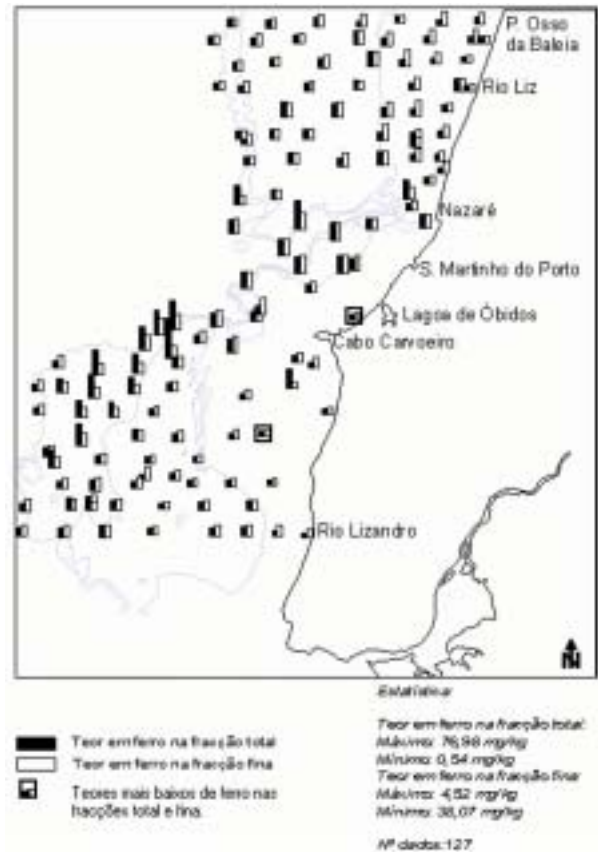 P. Osso
da Baleia
Rio Liz
Nazaré
S. Martinho do Porto
Lagoa de Óbidos
Cabo Carvoeiro
Rio Lizandro
N
Estatística
Teor em ferro na fracção total:
Máximo: 76,98 mg/kg
Mínimo: 0,54 mg/kg
Teor em ferro na fracção fina
Máximo: 4,52 mg/kg
Mínimo: 38,07 mg/kg
Nº dados: 127
Teor em ferro na fracção total
Teor em ferro na fracção fina
Teores mais baixos de ferro nas
fracções total e fina.